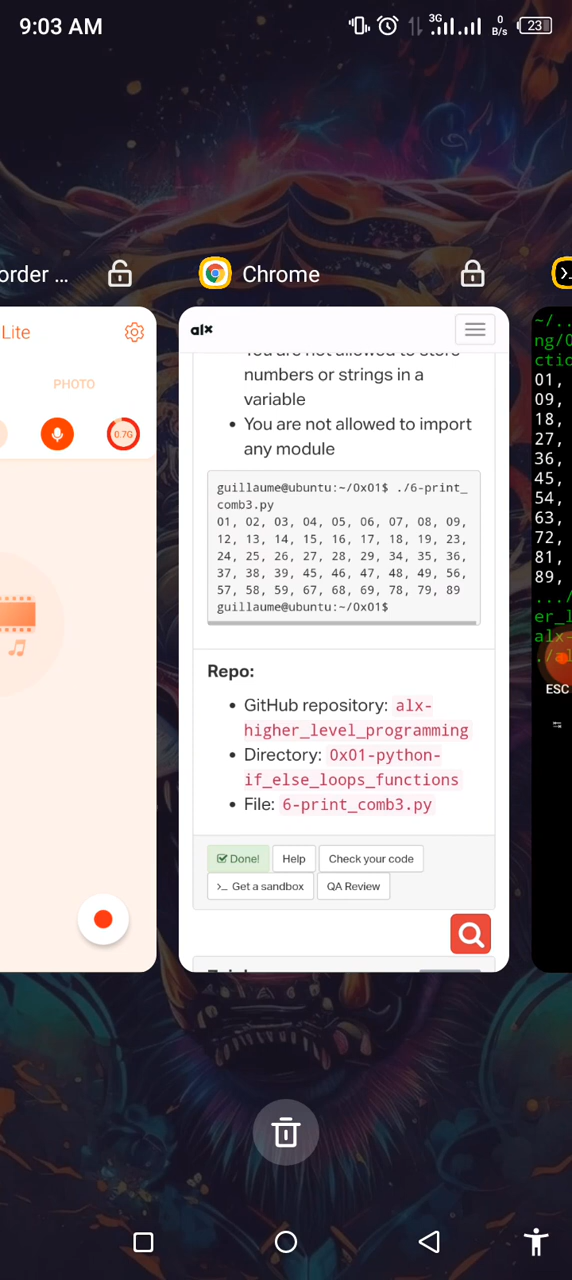 9:03 AM
3G
0
B/s
23
order ...
Chrome
Lite
PHOTO
0.7G
alx
You are not allowed to store
numbers or strings in a
variable
• You are not allowed to import
any module
guillaume@ubuntu:~/0x01$ ./6-print_
comb3.py
01, 02, 03, 04, 05, 06, 07, 08, 09,
12, 13, 14, 15, 16, 17, 18, 19, 23,
24, 25, 26, 27, 28, 29, 34, 35, 36,
37, 38, 39, 45, 46, 47, 48, 49, 56,
57, 58, 59, 67, 68, 69, 78, 79, 89
guillaume@ubuntu:~/0x01$
Repo:
• GitHub repository: alx-
higher_level_programming
• Directory: 0x01-python-
if_else_loops_functions
• File: 6-print_comb3.py
Done!
Help
Check your code
>_ Get a sandbox
QA Review
~/..
ng/0
ctio
01,
09,
18,
27,
36,
45,
54,
63,
72,
81,
89,
.../
er_l
alx-
ESC